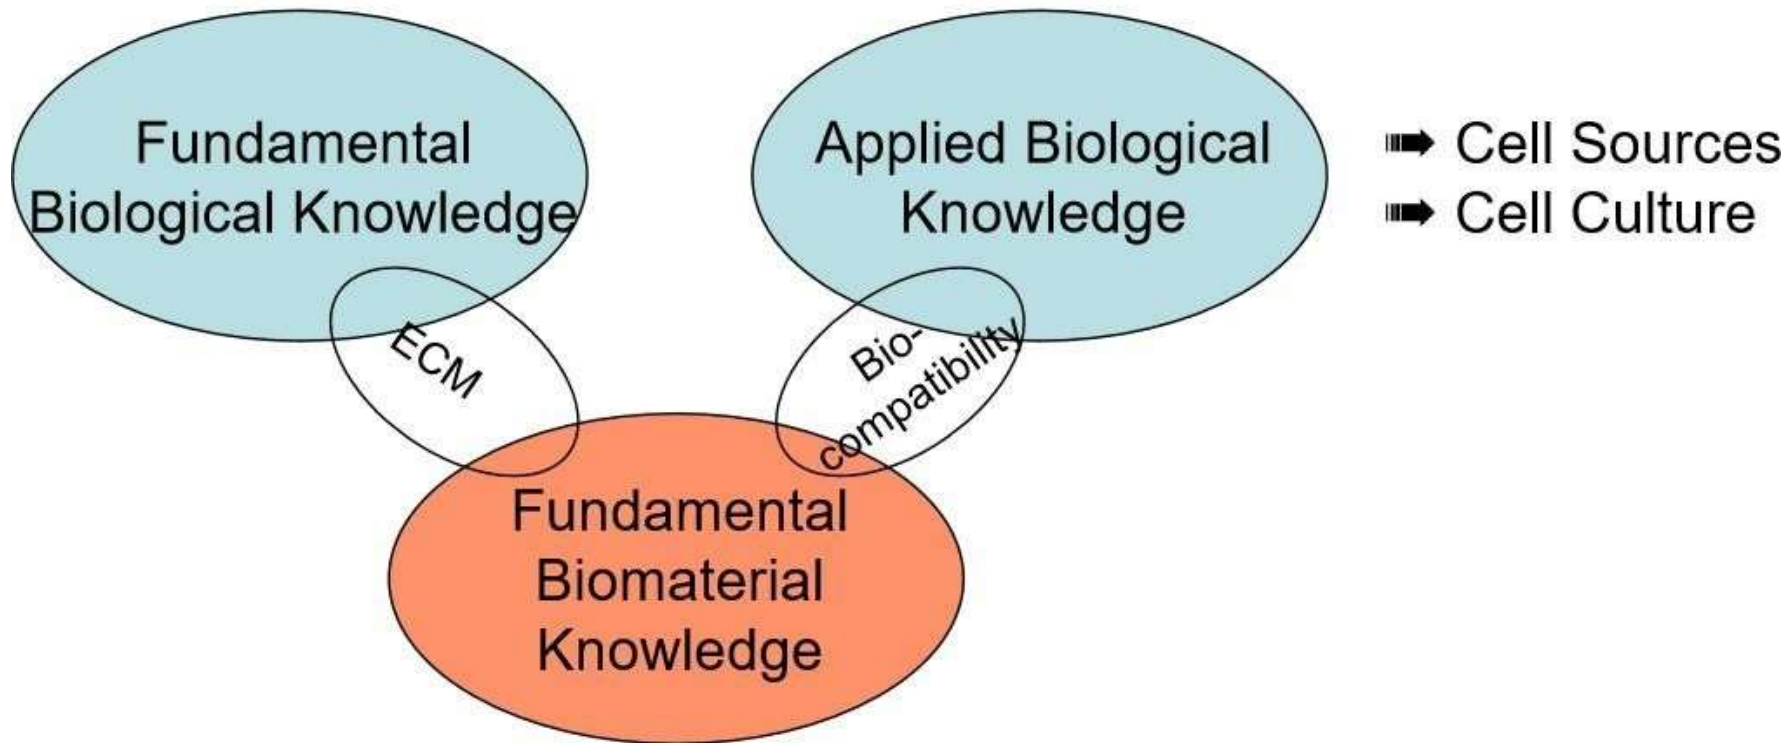 Fundamental
Biological Knowledge
Applied Biological
Knowledge
Cell Sources
Cell Culture
ECM
Bio-
compatibility
Fundamental
Biomaterial
Knowledge